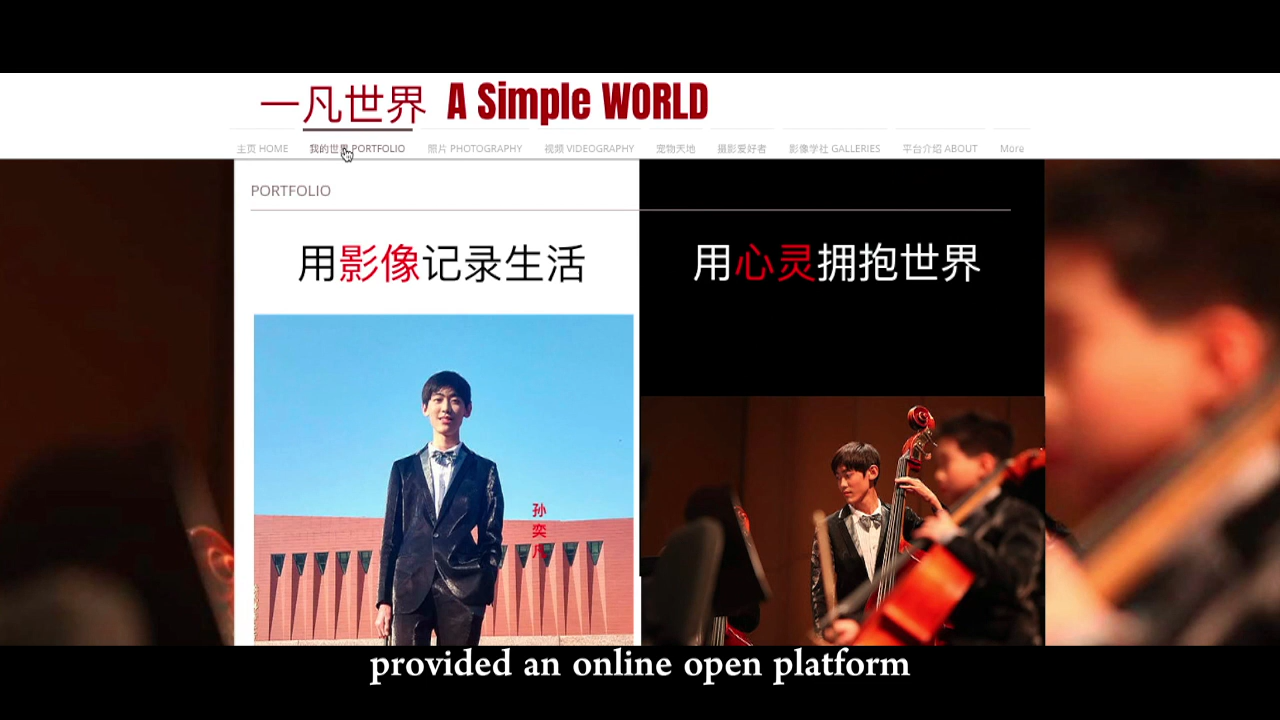 一凡世界 A Simple WORLD
主页 HOME 我的世界 PORTFOLIO 照片 PHOTOGRAPHY 视频 VIDEOGRAPHY 宠物天地 摄影爱好者 影像学社 GALLERIES 平台介绍 ABOUT More
PORTFOLIO
用影像记录生活
用心灵拥抱世界
孙
奕
凡
provided an online open platform